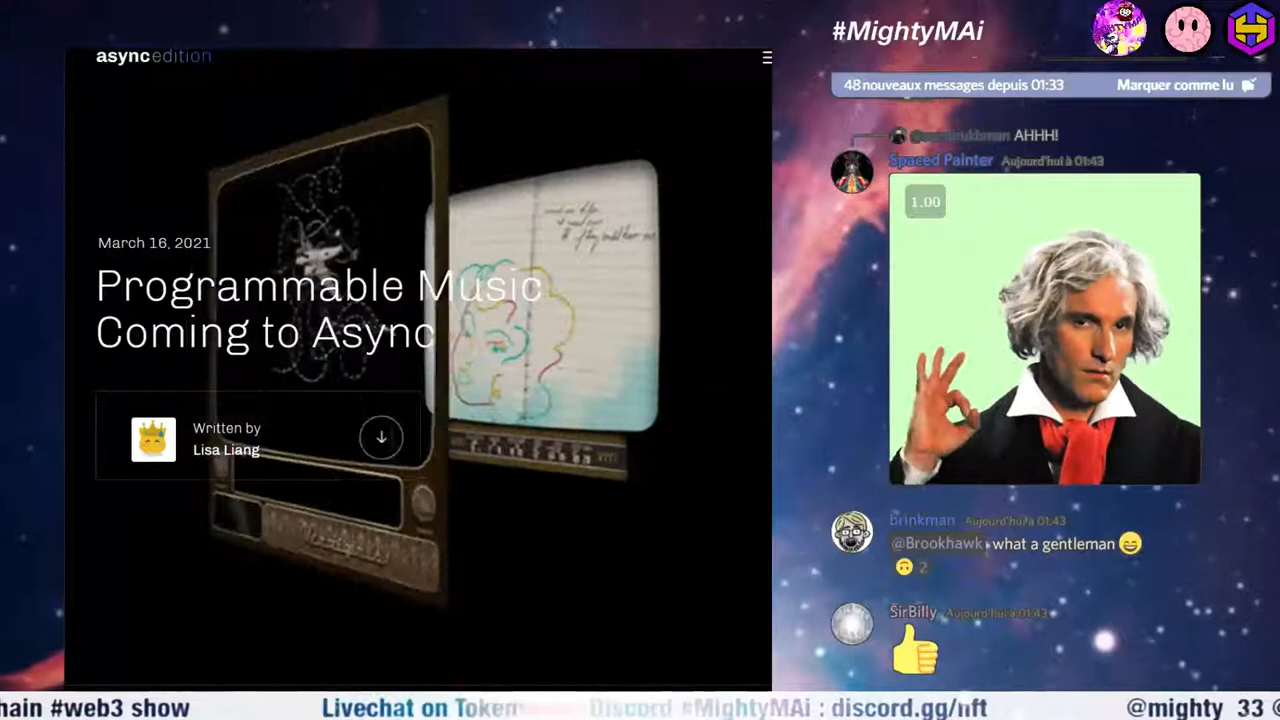 asyncedition
March 16, 2021
Programmable Music
Coming to Async
Written by
Lisa Liang
#MightyMAi
48 nouveaux messages depuis 01:33
Marquer comme lu
AHHH!
Spaced Painter Aujourd'hui à 01:43
1.00
brinkman Aujourd'hui à 01:43
@Brookhawk what a gentleman
2
SirBilly Aujourd'hui à 01:43
hain #web3 show
Livechat on Token
Discord #MightyMAi : discord.gg/nft
@mighty_33